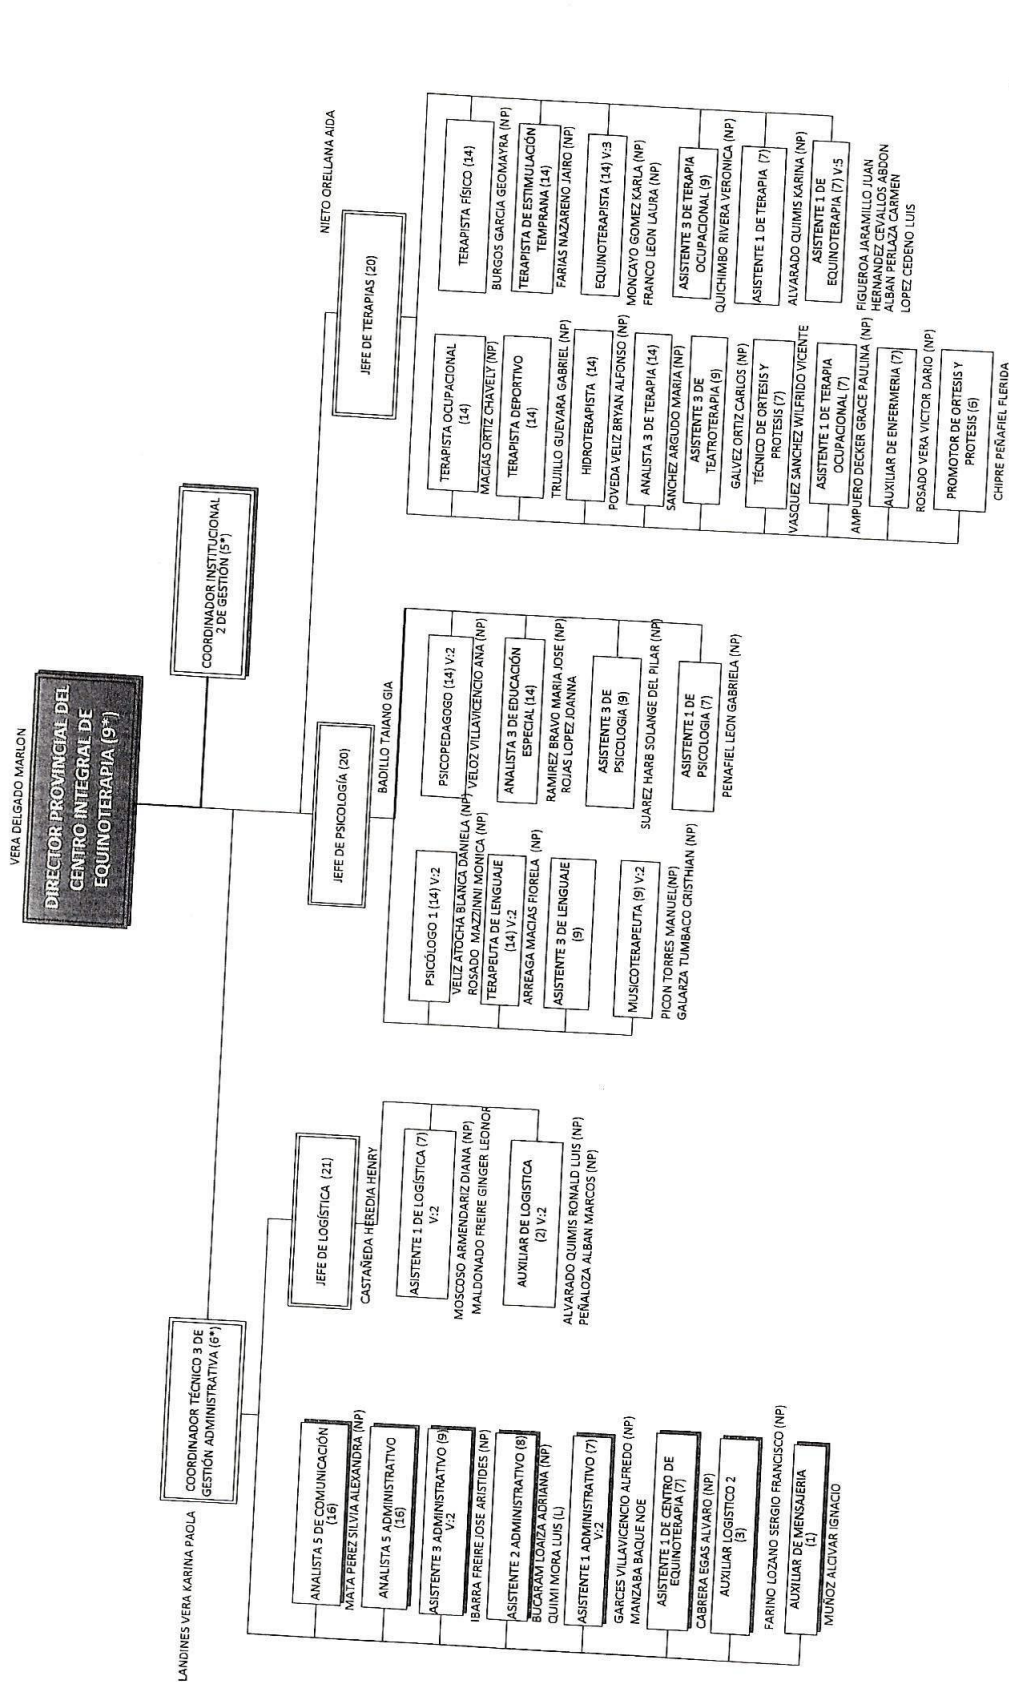 VERA DELGADO MARLON
DIRECTOR PROVINCIAL DEL
CENTRO INTEGRAL DE
EQUINOTERAPIA (9*)
COORDINADOR INSTITUCIONAL
2 DE GESTIÓN (5*)
LANDINES VERA KARINA PAOLA
COORDINADOR TÉCNICO 3 DE
GESTIÓN ADMINISTRATIVA (6*)
ANALISTA 5 DE COMUNICACIÓN
(16)
MATA PEREZ SILVIA ALEXANDRA (NP)
ANALISTA 5 ADMINISTRATIVO
(16)
ASISTENTE 3 ADMINISTRATIVO (9)
V:2
IBARRA FREIRE JOSE ARISTIDES (NP)
ASISTENTE 2 ADMINISTRATIVO (8)
BUCARAM LOAIZA ADRIANA (NP)
QUIMI MORA LUIS (L)
ASISTENTE 1 ADMINISTRATIVO (7)
V:2
GARCES VILLAVICENCIO ALFREDO (NP)
MANZABA BAQUE NOE
ASISTENTE 1 DE CENTRO DE
EQUINOTERAPIA (7)
CABRERA EGAS ALVARO (NP)
AUXILIAR LOGISTICO 2
(3)
FARINO LOZANO SERGIO FRANCISCO (NP)
AUXILIAR DE MENSAJERIA
(1)
MUÑOZ ALCIVAR IGNACIO
JEFE DE LOGÍSTICA (21)
CASTAÑEDA HEREDIA HENRY
ASISTENTE 1 DE LOGÍSTICA (7)
V:2
MOSCOSO ARMENDARIZ DIANA (NP)
MALDONADO FREIRE GINGER LEONOR
AUXILIAR DE LOGISTICA
(2) V:2
ALVARADO QUIMIS RONALD LUIS (NP)
PEÑALOZA ALBAN MARCOS (NP)
JEFE DE PSICOLOGÍA (20)
BADILLO TAIANO GIA
PSICÓLOGO 1 (14) V:2
VELIZ ATOCHA BLANCA DANIELA (NP)
ROSADO MAZZINNI MONICA (NP)
TERAPEUTA DE LENGUAJE
(14) V:2
ARREAGA MACIAS FIORELA (NP)
ASISTENTE 3 DE LENGUAJE
(9)
MUSICOTERAPEUTA (9) V:2
PICON TORRES MANUEL(NP)
GALARZA TUMBACO CRISTHIAN (NP)
PSICOPEDAGOGO (14) V:2
VELOZ VILLAVICENCIO ANA (NP)
ANALISTA 3 DE EDUCACIÓN
ESPECIAL (14)
RAMIREZ BRAVO MARIA JOSE (NP)
ROJAS LOPEZ JOANNA
ASISTENTE 3 DE
PSICOLOGIA (9)
SUAREZ HARB SOLANGE DEL PILAR (NP)
ASISTENTE 1 DE
PSICOLOGIA (7)
PENAFIEL LEON GABRIELA (NP)
NIETO ORELLANA AIDA
JEFE DE TERAPIAS (20)
TERAPISTA OCUPACIONAL
(14)
MACIAS ORTIZ CHAVELY (NP)
TERAPISTA DEPORTIVO
(14)
TRUJILLO GUEVARA GABRIEL (NP)
HIDROTERAPISTA (14)
POVEDA VELIZ BRYAN ALFONSO (NP)
ANALISTA 3 DE TERAPIA (14)
SANCHEZ ARGUDO MARIA (NP)
ASISTENTE 3 DE
TEATROTERAPIA (9)
GALVEZ ORTIZ CARLOS (NP)
TÉCNICO DE ORTESIS Y
PROTESIS (7)
VASQUEZ SANCHEZ WILFRIDO VICENTE
ASISTENTE 1 DE TERAPIA
OCUPACIONAL (7)
AMPUERO DECKER GRACE PAULINA (NP)
AUXILIAR DE ENFERMERIA (7)
ROSADO VERA VICTOR DARIO (NP)
PROMOTOR DE ORTESIS Y
PROTESIS (6)
CHIPRE PEÑAFIEL FLERIDA
TERAPISTA FÍSICO (14)
BURGOS GARCIA GEOMAYRA (NP)
TERAPISTA DE ESTIMULACIÓN
TEMPRANA (14)
FARIAS NAZARENO JAIRO (NP)
EQUINOTERAPISTA (14) V:3
MONCAYO GOMEZ KARLA (NP)
FRANCO LEON LAURA (NP)
ASISTENTE 3 DE TERAPIA
OCUPACIONAL (9)
QUICHIMBO RIVERA VERONICA (NP)
ASISTENTE 1 DE TERAPIA (7)
ALVARADO QUIMIS KARINA (NP)
ASISTENTE 1 DE
EQUINOTERAPIA (7) V:5
FIGUEROA JARAMILLO JUAN
HERNANDEZ CEVALLOS ABDON
ALBAN PERLAZA CARMEN
LOPEZ CEDENO LUIS